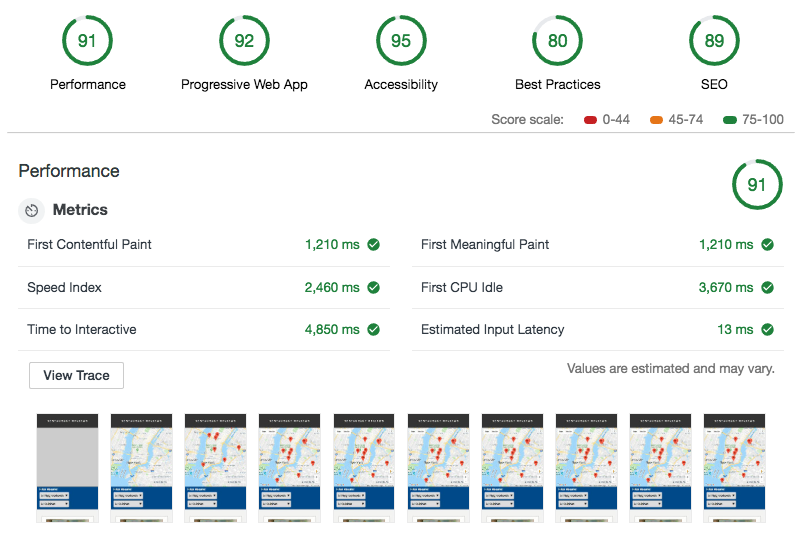 91 92 95 80 89
Performance Progressive Web App Accessibility Best Practices SEO
Score scale: 0-44 45-74 75-100
Performance
91
Metrics
First Contentful Paint 1,210 ms First Meaningful Paint 1,210 ms
Speed Index 2,460 ms First CPU Idle 3,670 ms
Time to Interactive 4,850 ms Estimated Input Latency 13 ms
View Trace
Values are estimated and may vary.